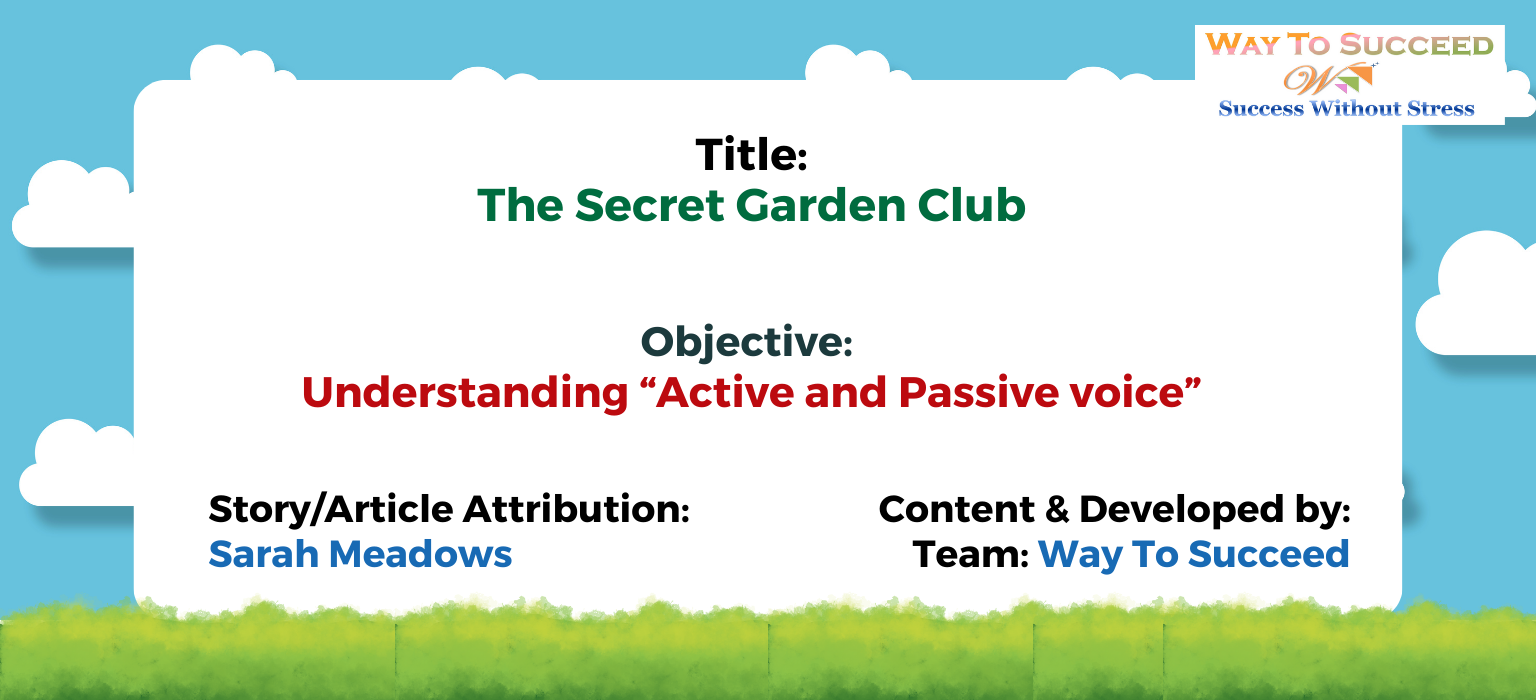 Way To Succeed
W
Success Without Stress
Title:
The Secret Garden Club
Objective:
Understanding “Active and Passive voice”
Story/Article Attribution:
Sarah Meadows
Content & Developed by:
Team: Way To Succeed